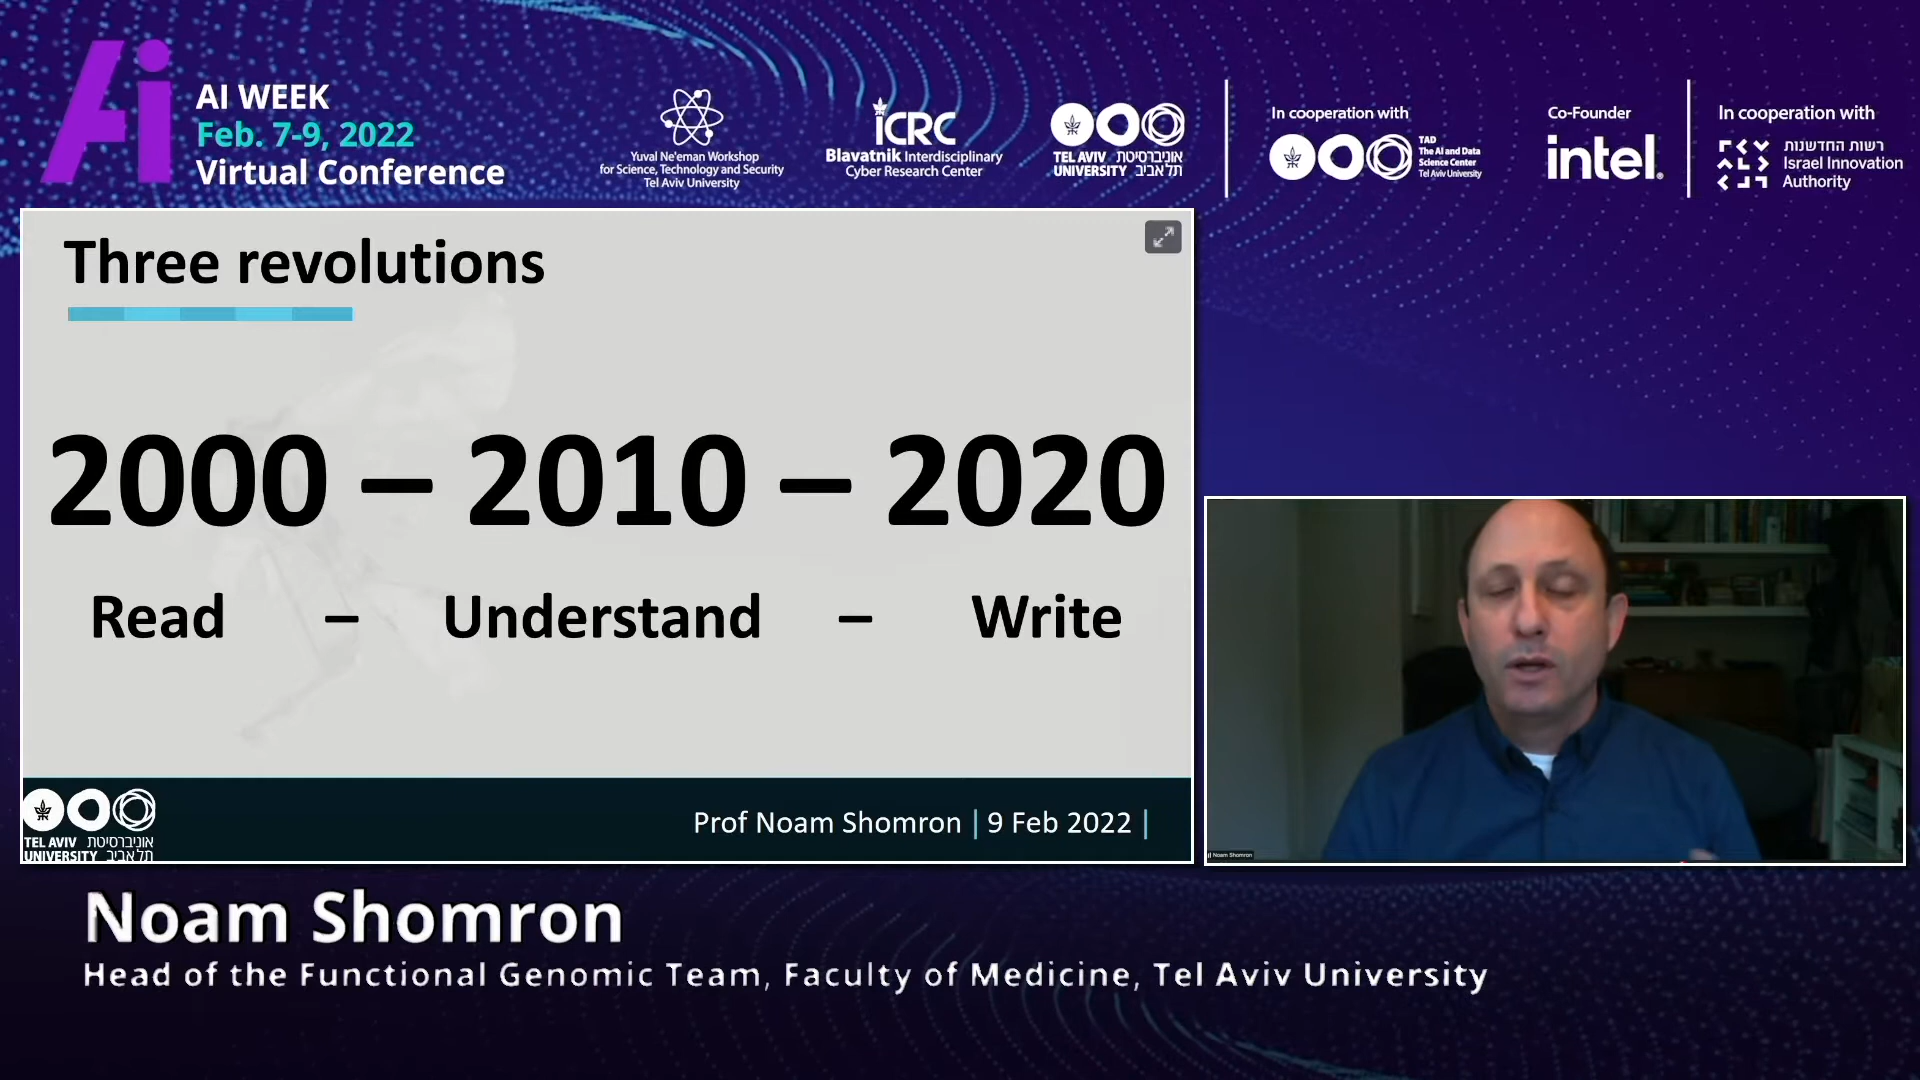 Ai
AI WEEK
Feb. 7-9, 2022
Virtual Conference
Yuval Ne'eman Workshop
for Science, Technology and Security
Tel Aviv University
iCRC
Blavatnik Interdisciplinary
Cyber Research Center
TEL AVIV אוניברסיטת
UNIVERSITY תל אביב
In cooperation with
TAD
The AI and Data
Science Center
Tel Aviv University
Co-Founder
intel.
In cooperation with
רשות החדשנות
Israel Innovation
Authority
Three revolutions
2000 – 2010 – 2020
Read – Understand – Write
TEL AVIV אוניברסיטת
UNIVERSITY תל אביב
Prof Noam Shomron | 9 Feb 2022 |
Noam Shomron
Noam Shomron
Head of the Functional Genomic Team, Faculty of Medicine, Tel Aviv University